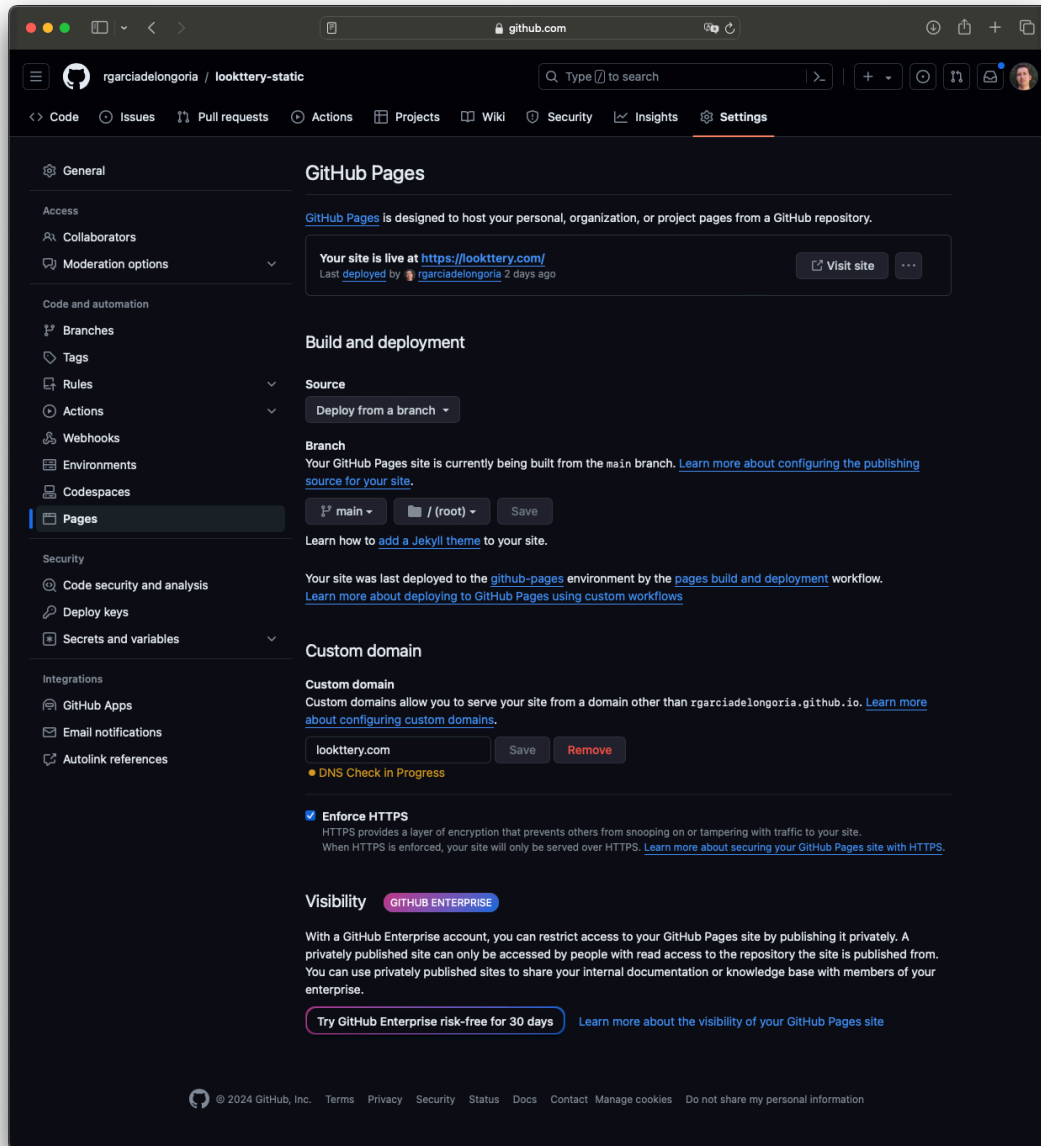 github.com
rgarciadelongoria / lookttery-static
Type / to search
Code Issues Pull requests Actions Projects Wiki Security Insights Settings
General
Access
Collaborators
Moderation options
Code and automation
Branches
Tags
Rules
Actions
Webhooks
Environments
Codespaces
Pages
Security
Code security and analysis
Deploy keys
Secrets and variables
Integrations
GitHub Apps
Email notifications
Autolink references
GitHub Pages
GitHub Pages is designed to host your personal, organization, or project pages from a GitHub repository.
Your site is live at https://lookttery.com/
Last deployed by rgarciadelongoria 2 days ago
Visit site
Build and deployment
Source
Deploy from a branch
Branch
Your GitHub Pages site is currently being built from the main branch. Learn more about configuring the publishing
source for your site.
main / (root) Save
Learn how to add a Jekyll theme to your site.
Your site was last deployed to the github-pages environment by the pages build and deployment workflow.
Learn more about deploying to GitHub Pages using custom workflows
Custom domain
Custom domain
Custom domains allow you to serve your site from a domain other than rgarciadelongoria.github.io. Learn more
about configuring custom domains.
lookttery.com Save Remove
DNS Check in Progress
Enforce HTTPS
HTTPS provides a layer of encryption that prevents others from snooping on or tampering with traffic to your site.
When HTTPS is enforced, your site will only be served over HTTPS. Learn more about securing your GitHub Pages site with HTTPS.
Visibility GITHUB ENTERPRISE
With a GitHub Enterprise account, you can restrict access to your GitHub Pages site by publishing it privately. A
privately published site can only be accessed by people with read access to the repository the site is published from.
You can use privately published sites to share your internal documentation or knowledge base with members of your
enterprise.
Try GitHub Enterprise risk-free for 30 days Learn more about the visibility of your GitHub Pages site
© 2024 GitHub, Inc. Terms Privacy Security Status Docs Contact Manage cookies Do not share my personal information